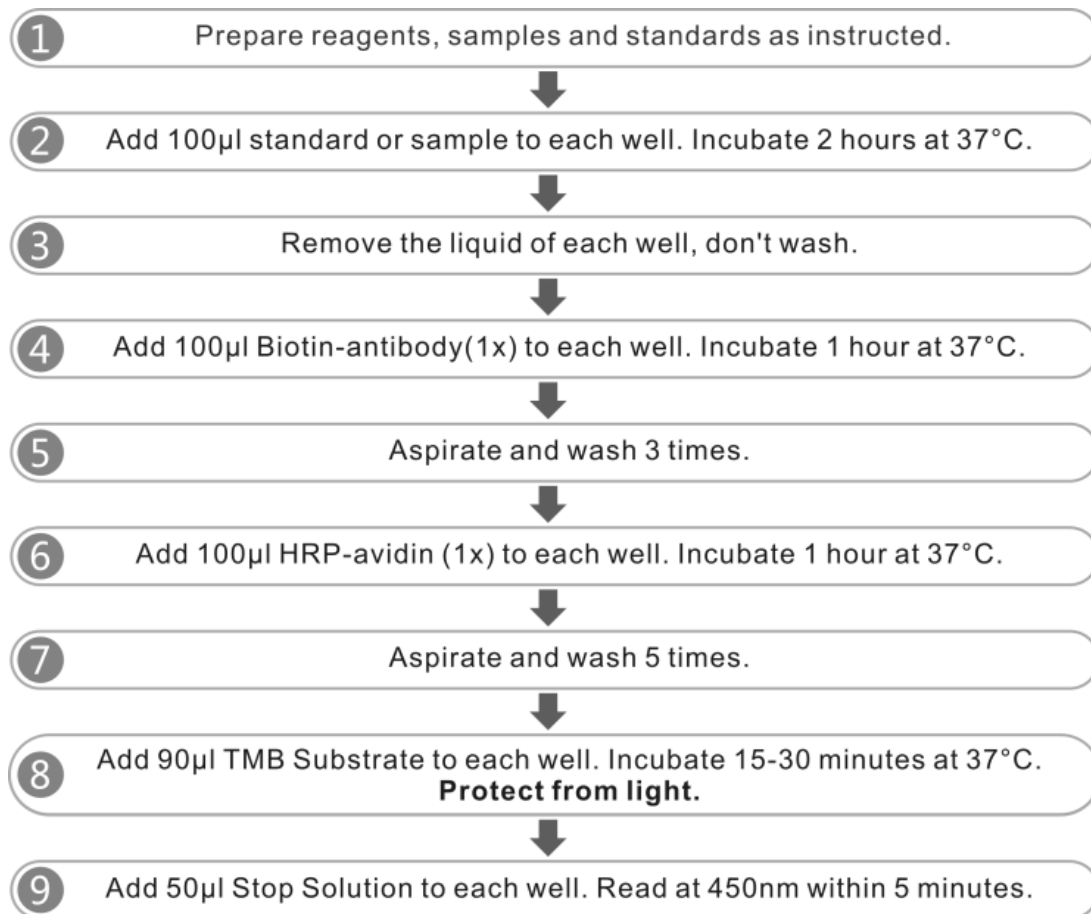 1 Prepare reagents, samples and standards as instructed.
2 Add 100µl standard or sample to each well. Incubate 2 hours at 37°C.
3 Remove the liquid of each well, don't wash.
4 Add 100µl Biotin-antibody(1x) to each well. Incubate 1 hour at 37°C.
5 Aspirate and wash 3 times.
6 Add 100µl HRP-avidin (1x) to each well. Incubate 1 hour at 37°C.
7 Aspirate and wash 5 times.
8 Add 90µl TMB Substrate to each well. Incubate 15-30 minutes at 37°C.
Protect from light.
9 Add 50µl Stop Solution to each well. Read at 450nm within 5 minutes.